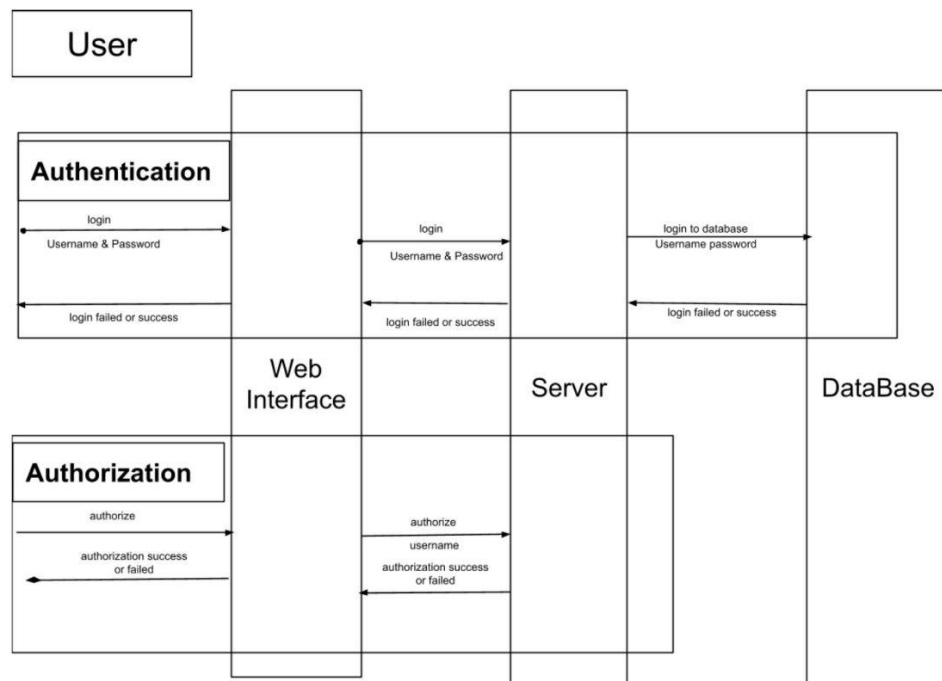 User
Authentication
login
Username & Password
login
Username & Password
login to database
Username password
login failed or success
login failed or success
login failed or success
Web
Interface
Server
DataBase
Authorization
authorize
authorize
username
authorization success
or failed
authorization success
or failed